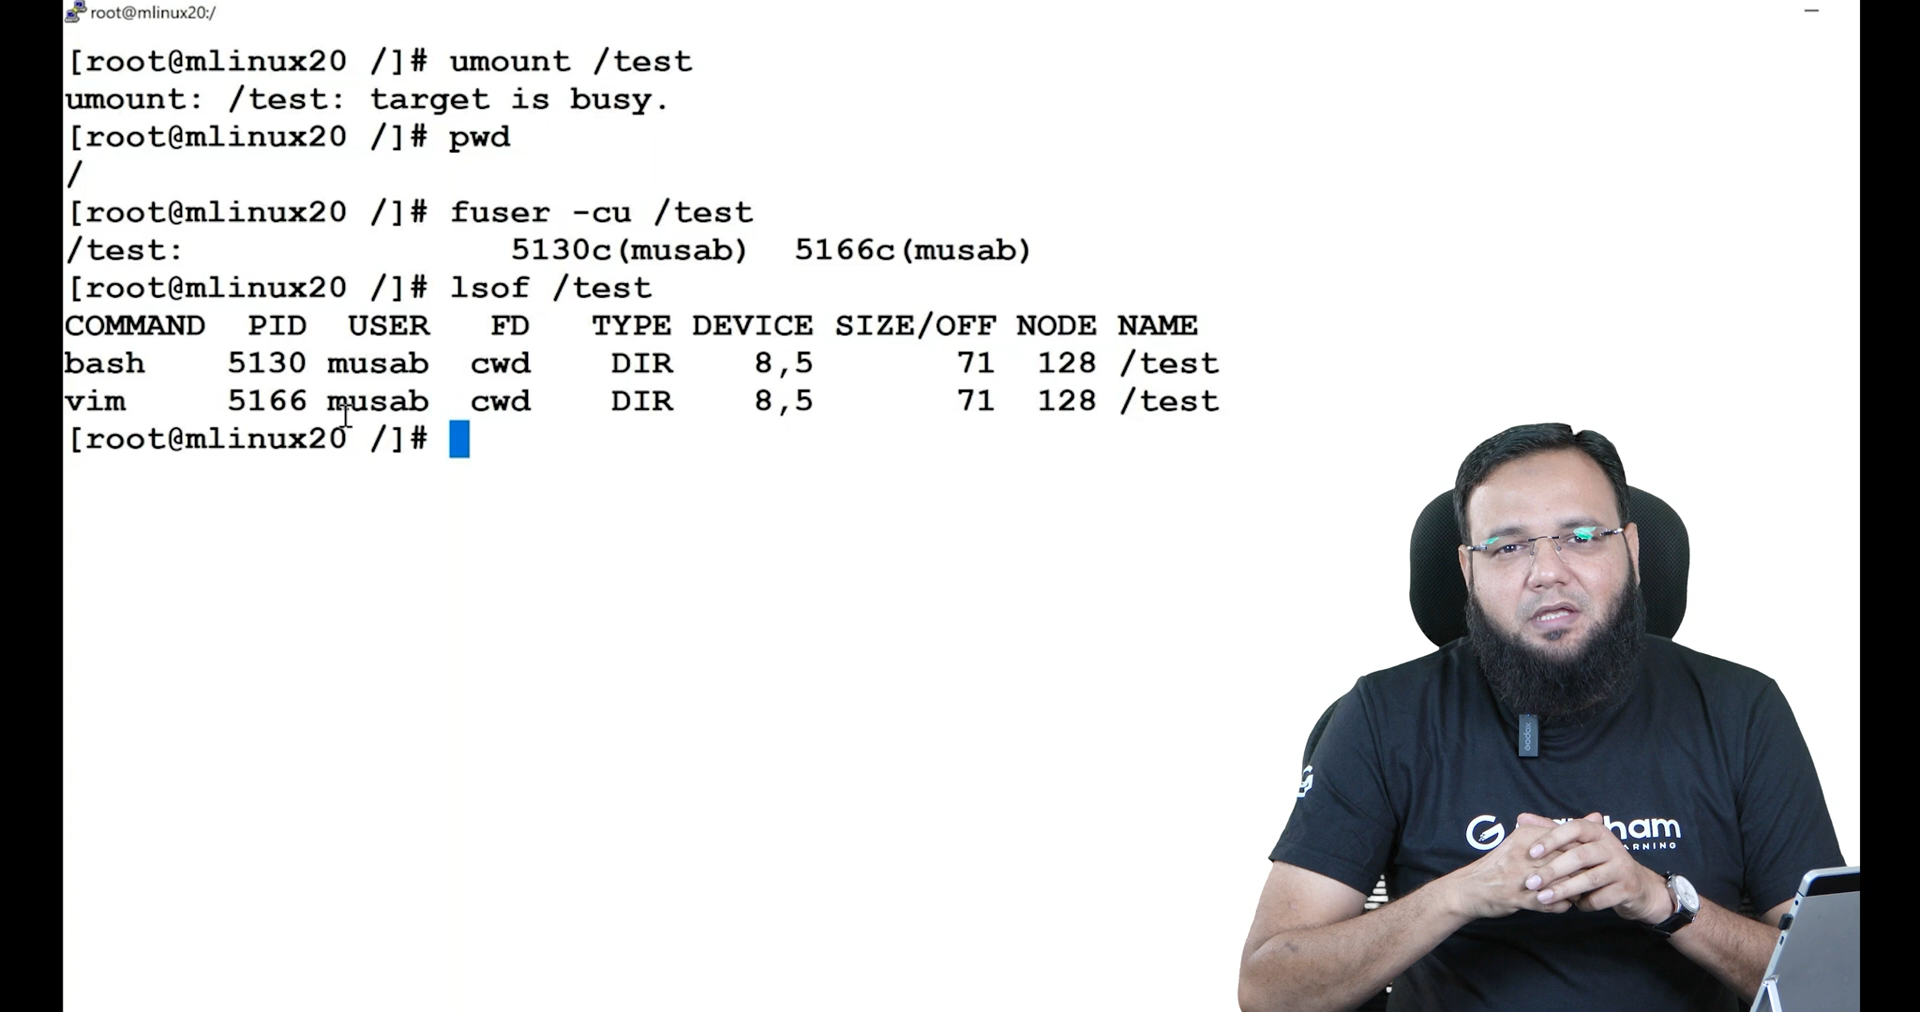 root@mlinux20:/
[root@mlinux20 /]# umount /test
umount: /test: target is busy.
[root@mlinux20 /]# pwd
/
[root@mlinux20 /]# fuser -cu /test
/test: 5130c(musab) 5166c(musab)
[root@mlinux20 /]# lsof /test
COMMAND PID USER FD TYPE DEVICE SIZE/OFF NODE NAME
bash 5130 musab cwd DIR 8,5 71 128 /test
vim 5166 musab cwd DIR 8,5 71 128 /test
[root@mlinux20 /]#
Godox